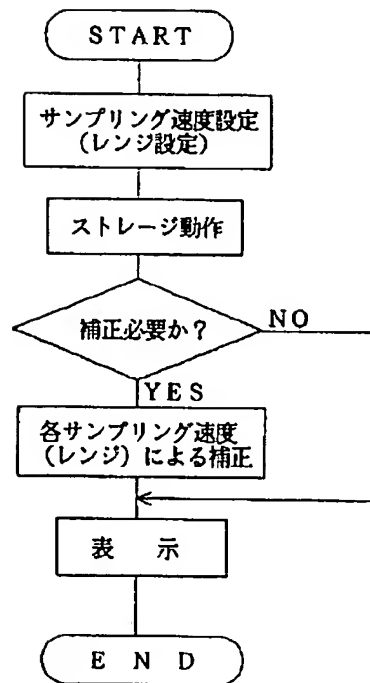 START
サンプリング速度設定
(レンジ設定)
ストレージ動作
補正必要か?
NO
YES
各サンプリング速度
(レンジ)による補正
表 示
E N D